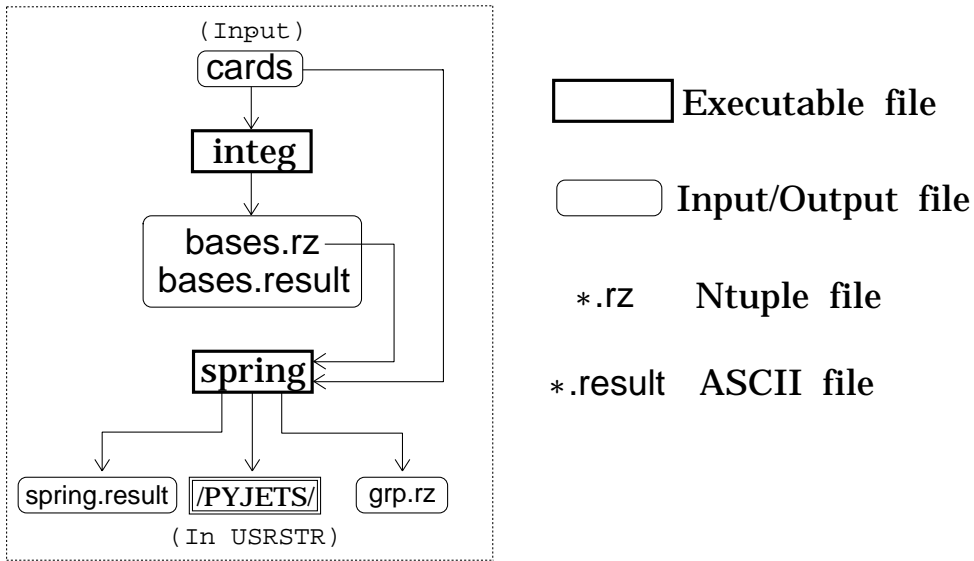 (Input)
cards
integ
bases.rz
bases.result
spring
spring.result
/PYJETS/
grp.rz
(In USRSTR)
Executable file
Input/Output file
*.rz Ntuple file
*.result ASCII file